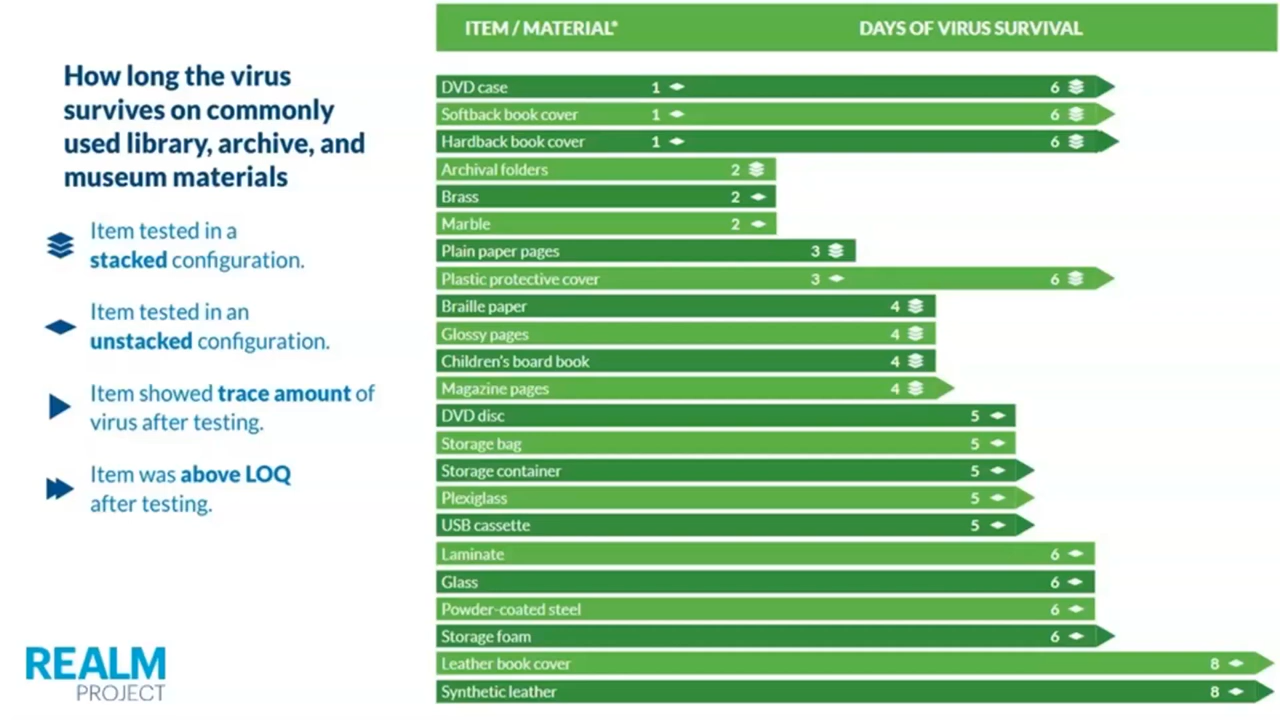 How long the virus
survives on commonly
used library, archive, and
museum materials
Item tested in a
stacked configuration.
Item tested in an
unstacked configuration.
Item showed trace amount of
virus after testing.
Item was above LOQ
after testing.
REALM
PROJECT
ITEM / MATERIAL* DAYS OF VIRUS SURVIVAL
DVD case 1 6
Softback book cover 1 6
Hardback book cover 1 6
Archival folders 2
Brass 2
Marble 2
Plain paper pages 3
Plastic protective cover 3 6
Braille paper 4
Glossy pages 4
Children's board book 4
Magazine pages 4
DVD disc 5
Storage bag 5
Storage container 5
Plexiglass 5
USB cassette 5
Laminate 6
Glass 6
Powder-coated steel 6
Storage foam 6
Leather book cover 8
Synthetic leather 8